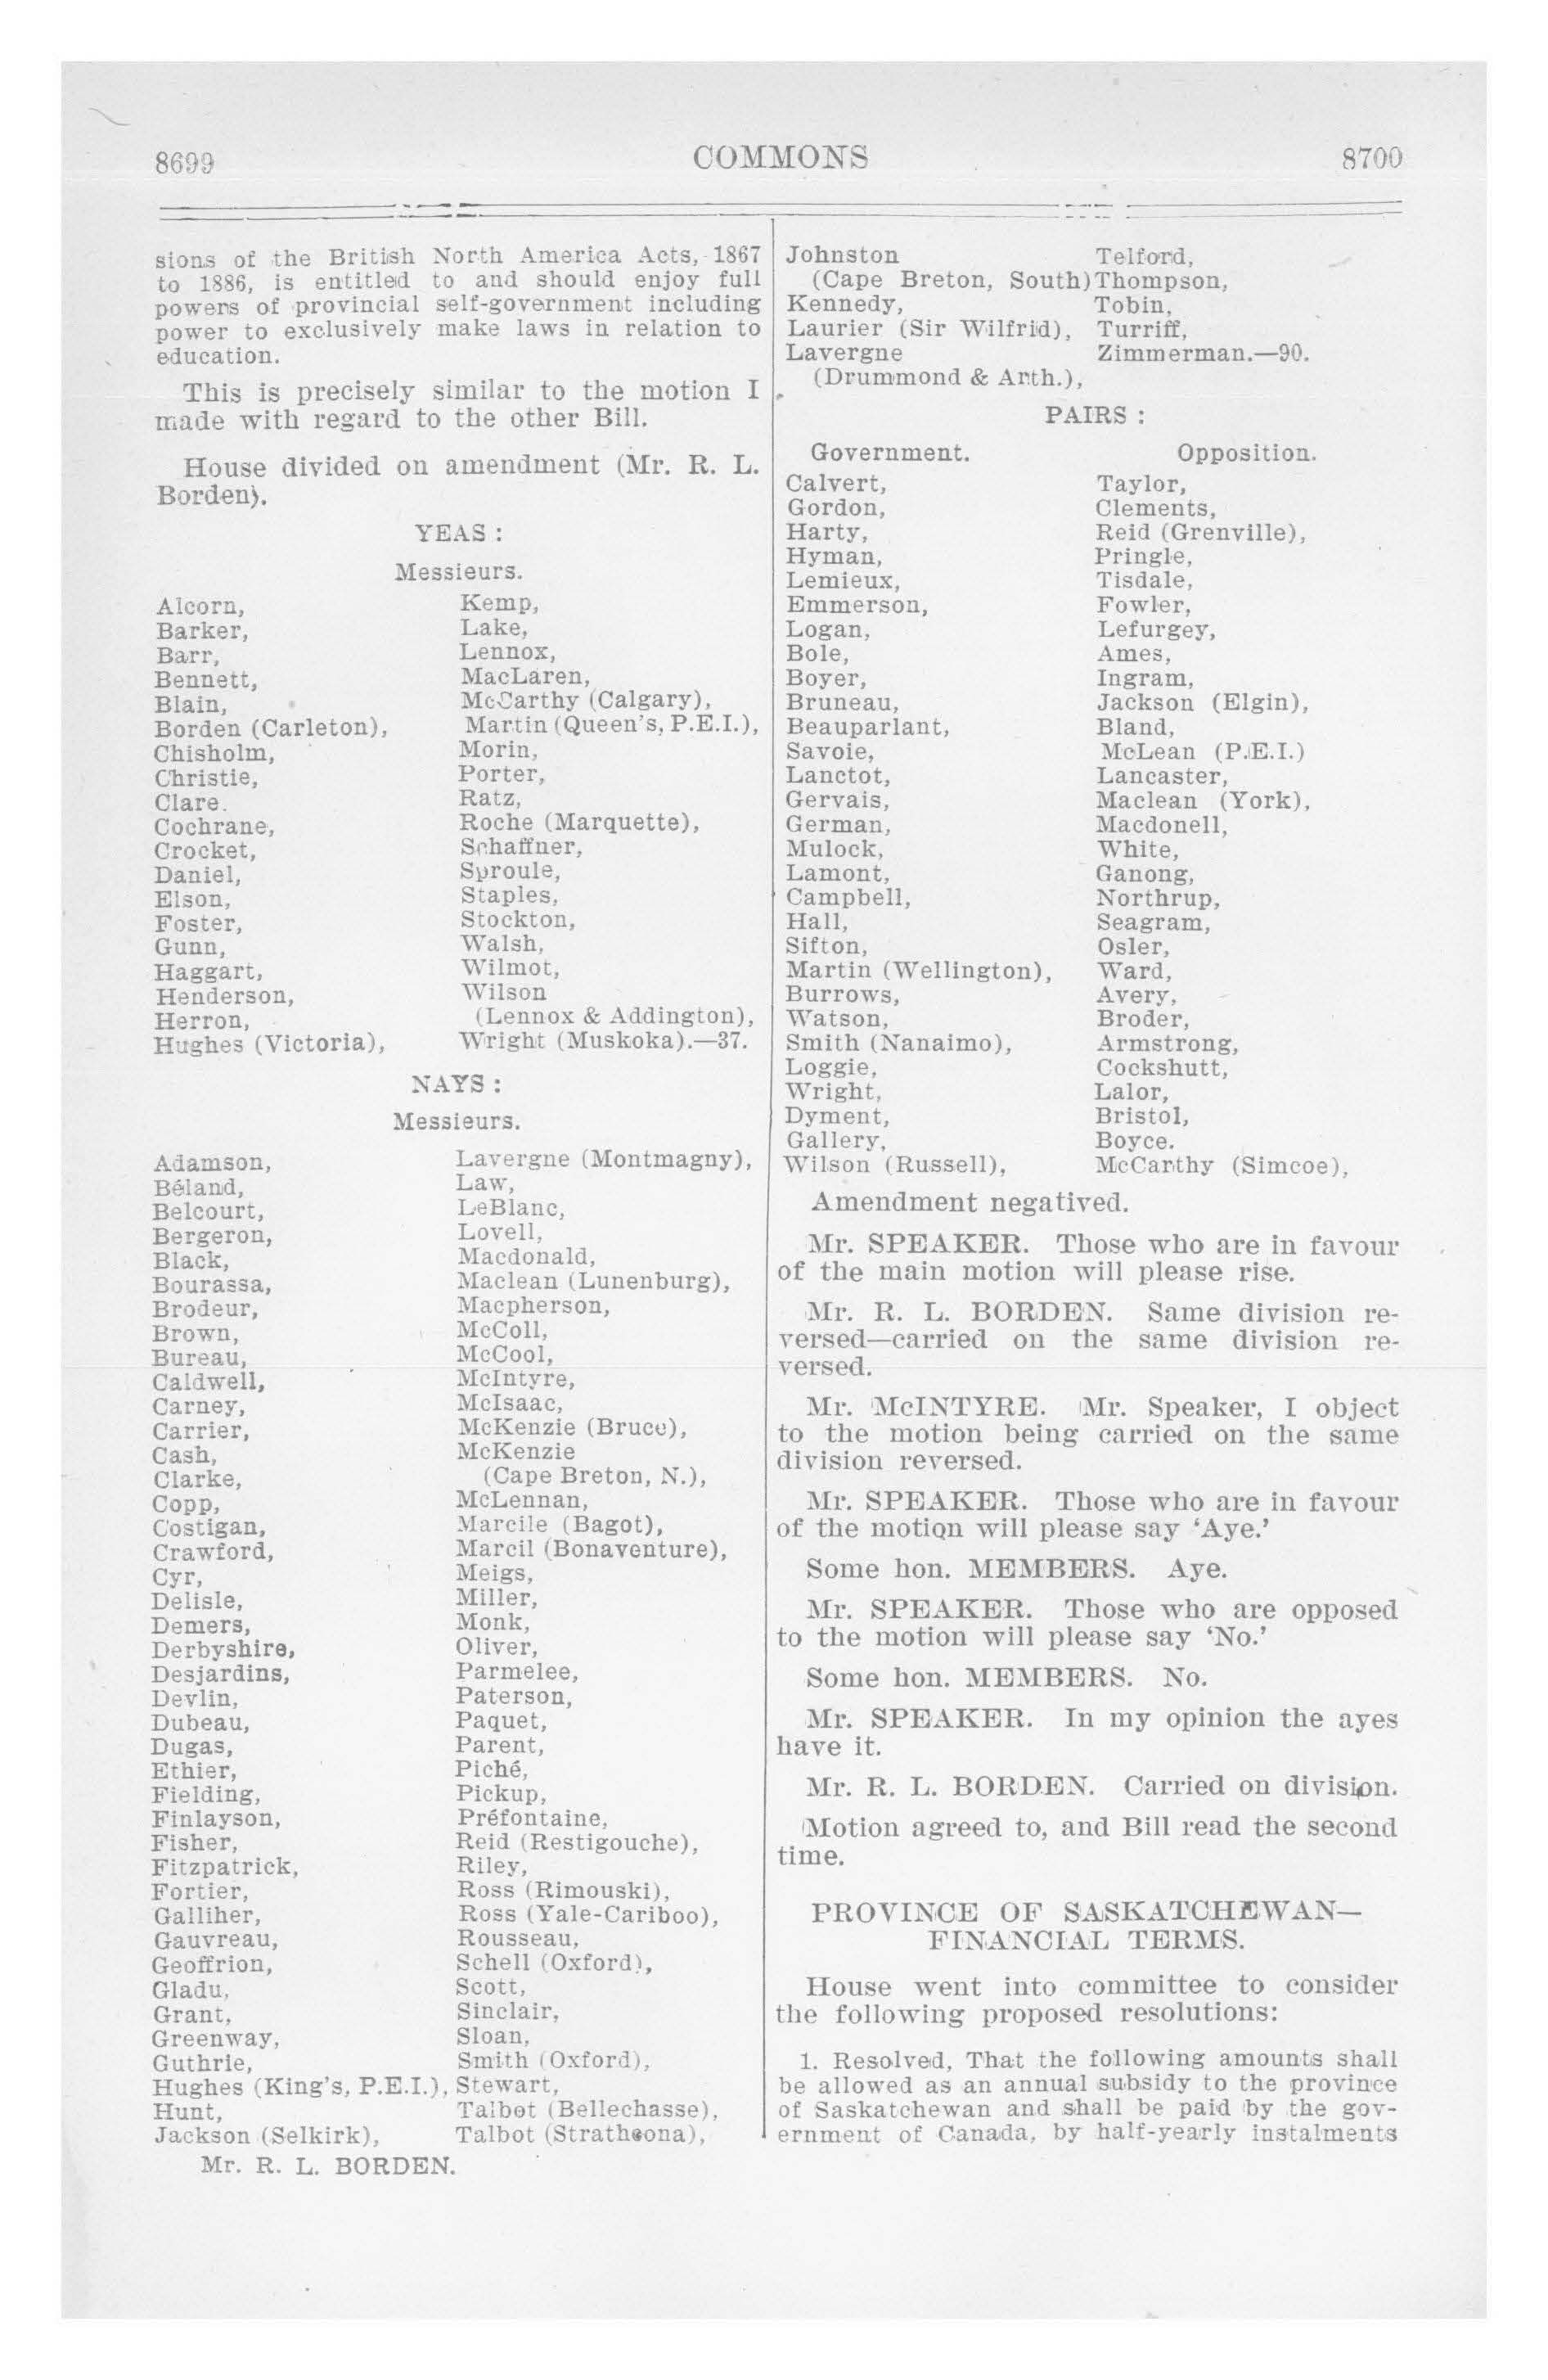 8699 COMMONS 8700
sions of the British North America Acts, 1867
to 1886, is entitled to and should enjoy full
powers of provincial self-government including
power to exclusively make laws in relation to
education.
This is precisely similar to the motion I
made with regard to the other Bill.
House divided on amendment (Mr. R. L.
Borden).
YEAS :
Messieurs.
Alcorn, Kemp,
Barker, Lake,
Barr, Lennox,
Bennett, MacLaren,
Blain, McCarthy (Calgary),
Borden (Carleton), Martin (Queen's, P.E.I.),
Chisholm, Morin,
Christie, Porter,
Clare. Ratz,
Cochrane, Roche (Marquette),
Crocket, Schaffner,
Daniel, Sproule,
Elson, Staples,
Foster, Stockton,
Gunn, Walsh,
Haggart, Wilmot,
Henderson, Wilson
Herron, (Lennox & Addington),
Hughes (Victoria), Wright (Muskoka).—37.
NAYS :
Messieurs.
Adamson, Lavergne (Montmagny),
Béland, Law,
Belcourt, LeBlanc,
Bergeron, Lovell,
Black, Macdonald,
Bourassa, Maclean (Lunenburg),
Brodeur, Macpherson,
Brown, McColl,
Bureau, McCool,
Caldwell, McIntyre,
Carney, McIsaac,
Carrier, McKenzie (Bruce),
Cash, McKenzie
Clarke, (Cape Breton, N.),
Copp, McLennan,
Costigan, Marcile (Bagot),
Crawford, Marcil (Bonaventure),
Cyr, Meigs,
Delisle, Miller,
Demers, Monk,
Derbyshire, Oliver,
Desjardins, Parmelee,
Devlin, Paterson,
Dubeau, Paquet,
Dugas, Parent,
Ethier, Piché,
Fielding, Pickup,
Finlayson, Préfontaine,
Fisher, Reid (Restigouche),
Fitzpatrick, Riley,
Fortier, Ross (Rimouski),
Galliher, Ross (Yale-Cariboo),
Gauvreau, Rousseau,
Geoffrion, Schell (Oxford),
Gladu, Scott,
Grant, Sinclair,
Greenway, Sloan,
Guthrie, Smith (Oxford),
Hughes (King's, P.E.I.), Stewart,
Hunt, Talbot (Bellechasse),
Jackson (Selkirk), Talbot (Strathcona),
Mr. R. L. BORDEN.
Johnston Telford,
(Cape Breton, South) Thompson,
Kennedy, Tobin,
Laurier (Sir Wilfrid), Turriff,
Lavergne Zimmerman.—90.
(Drummond & Arth.),
PAIRS :
Government. Opposition.
Calvert, Taylor,
Gordon, Clements,
Harty, Reid (Grenville),
Hyman, Pringle,
Lemieux, Tisdale,
Emmerson, Fowler,
Logan, Lefurgey,
Bole, Ames,
Boyer, Ingram,
Bruneau, Jackson (Elgin),
Beauparlant, Bland,
Savoie, McLean (P.E.I.)
Lanctot, Lancaster,
Gervais, Maclean (York),
German, Macdonell,
Mulock, White,
Lamont, Ganong,
Campbell, Northrup,
Hall, Seagram,
Sifton, Osler,
Martin (Wellington), Ward,
Burrows, Avery,
Watson, Broder,
Smith (Nanaimo), Armstrong,
Loggie, Cockshutt,
Wright, Lalor,
Dyment, Bristol,
Gallery, Boyce.
Wilson (Russell), McCarthy (Simcoe),
Amendment negatived.
Mr. SPEAKER. Those who are in favour
of the main motion will please rise.
Mr. R. L. BORDEN. Same division re-
versed—carried on the same division re-
versed.
Mr. McINTYRE. Mr. Speaker, I object
to the motion being carried on the same
division reversed.
Mr. SPEAKER. Those who are in favour
of the motion will please say 'Aye.'
Some hon. MEMBERS. Aye.
Mr. SPEAKER. Those who are opposed
to the motion will please say 'No.'
Some hon. MEMBERS. No.
Mr. SPEAKER. In my opinion the ayes
have it.
Mr. R. L. BORDEN. Carried on division.
Motion agreed to, and Bill read the second
time.
PROVINCE OF SASKATCHEWAN—
FINANCIAL TERMS.
House went into committee to consider
the following proposed resolutions:
1. Resolved, That the following amounts shall
be allowed as an annual subsidy to the province
of Saskatchewan and shall be paid by the gov-
ernment of Canada, by half-yearly instalments